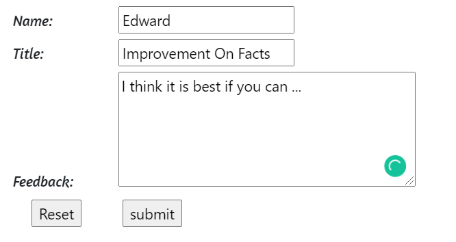 Name: Edward
Title: Improvement On Facts
I think it is best if you can ...
Feedback:
Reset submit